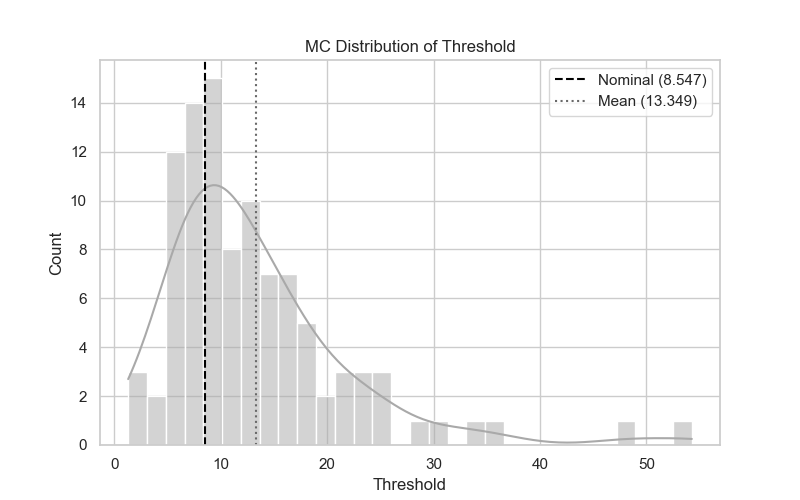 MC Distribution of Threshold
Nominal (8.547)
Mean (13.349)
Count
14
12
10
8
6
4
2
0
0 10 20 30 40 50
Threshold